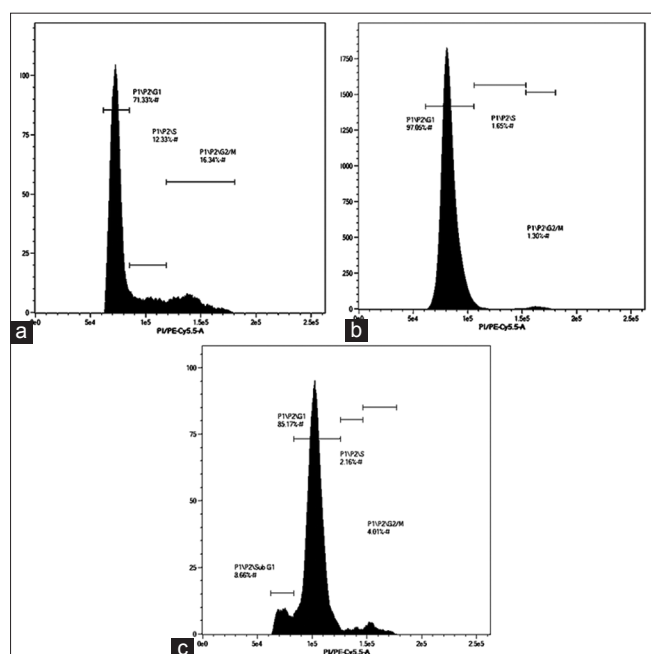 100
75
50
25
0
P1\P2\G1
71.33%-#
P1\P2\S
12.33%-#
P1\P2\G2/M
16.34%-#
0e0 5e4 1e5 1.5e5 2e5 2.5e5
PI/PE-Cy5.5-A
a
1750
1500
1250
1000
750
500
250
0
P1\P2\G1
97.05%-#
P1\P2\S
1.65%-#
P1\P2\G2/M
1.30%-#
0e0 5e4 1e5 1.5e5 2e5 2.5e5
PI/PE-Cy5.5-A
b
100
75
50
25
0
P1\P2\G1
85.17%-#
P1\P2\S
2.16%-#
P1\P2\G2/M
4.01%-#
P1\P2\Sub G1
8.66%-#
0e0 5e4 1e5 1.5e5 2e5 2.5e5
PI/PE-Cy5.5-A
c